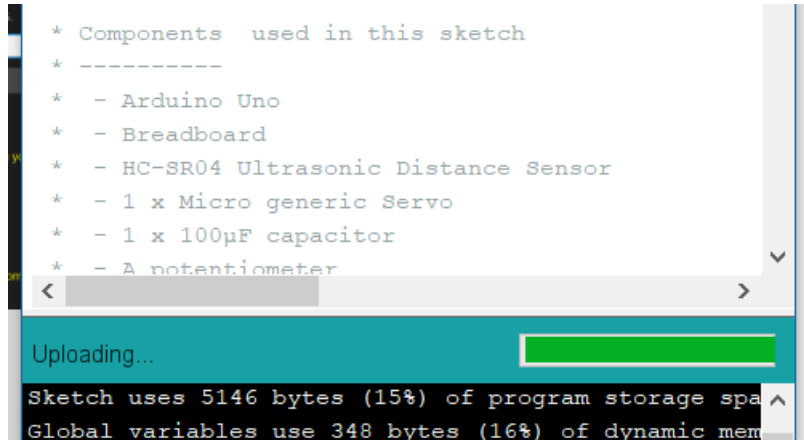 * Components  used in this sketch
* ----------
*  - Arduino Uno
*  - Breadboard
*  - HC-SR04 Ultrasonic Distance Sensor
*  - 1 x Micro generic Servo
*  - 1 x 100µF capacitor
*  - A potentiometer
Uploading...
Sketch uses 5146 bytes (15%) of program storage spa
Global variables use 348 bytes (16%) of dynamic mem